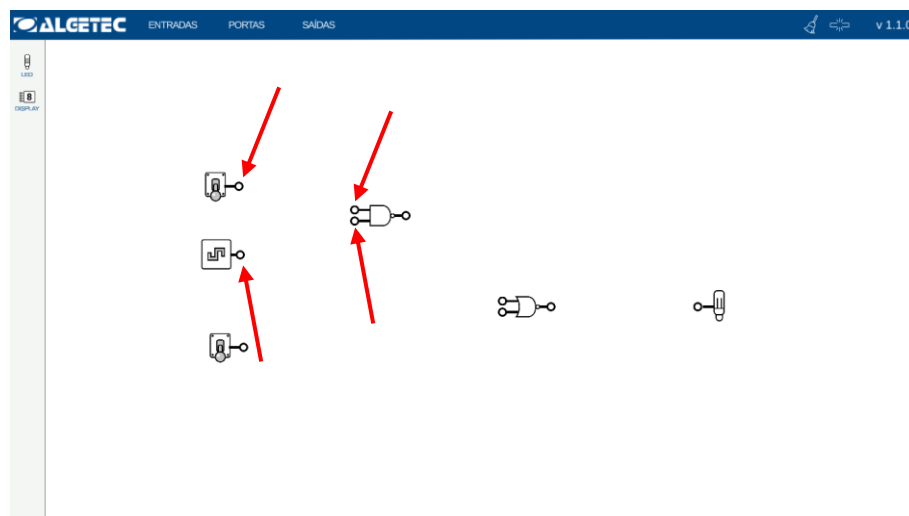 ALGETEC ENTRADAS PORTAS SAÍDAS v 1.1.0
LED
8
DISPLAY